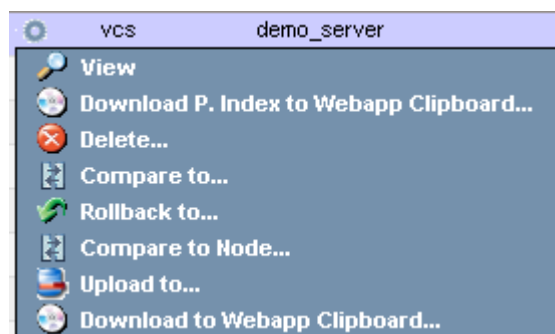 vcs demo_server
View
Download P. Index to Webapp Clipboard...
Delete...
Compare to...
Rollback to...
Compare to Node...
Upload to...
Download to Webapp Clipboard...